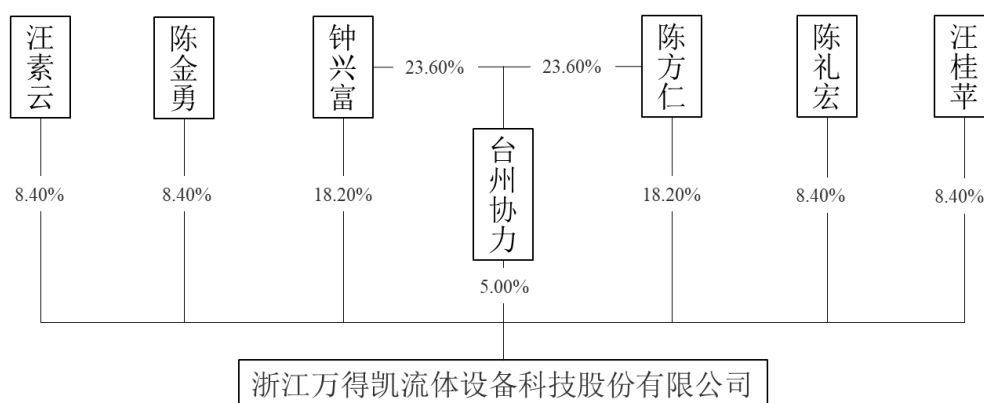 汪素云
陈金勇
钟兴富
23.60%
23.60%
陈方仁
陈礼宏
汪桂苹
台州协力
8.40%
8.40%
18.20%
18.20%
8.40%
8.40%
5.00%
浙江万得凯流体设备科技股份有限公司